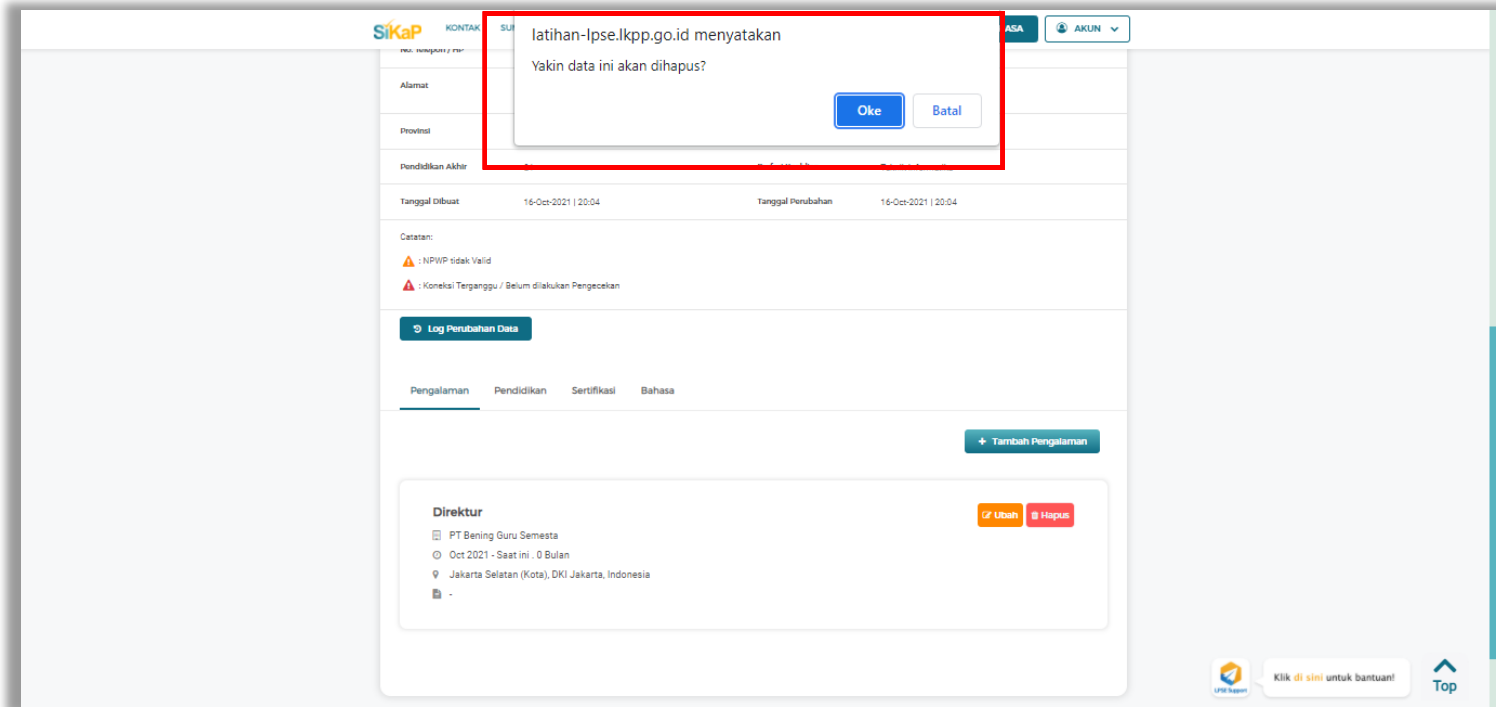 SiKaP KONTAK ASA AKUN
latihan-lpse.lkpp.go.id menyatakan
Yakin data ini akan dihapus?
Oke Batal
Alamat
Provinsi
Pendidikan Akhir
Tanggal Dibuat 16-Oct-2021 | 20:04 Tanggal Perubahan 16-Oct-2021 | 20:04
Catatan:
: NPWP tidak Valid
: Koneksi Terganggu / Belum dilakukan Pengecekan
Log Perubahan Data
Pengalaman Pendidikan Sertifikasi Bahasa
+ Tambah Pengalaman
Direktur
Ubah Hapus
PT Bening Guru Semesta
Oct 2021 - Saat ini . 0 Bulan
Jakarta Selatan (Kota), DKI Jakarta, Indonesia
-
LPSE Support
Klik di sini untuk bantuan!
Top